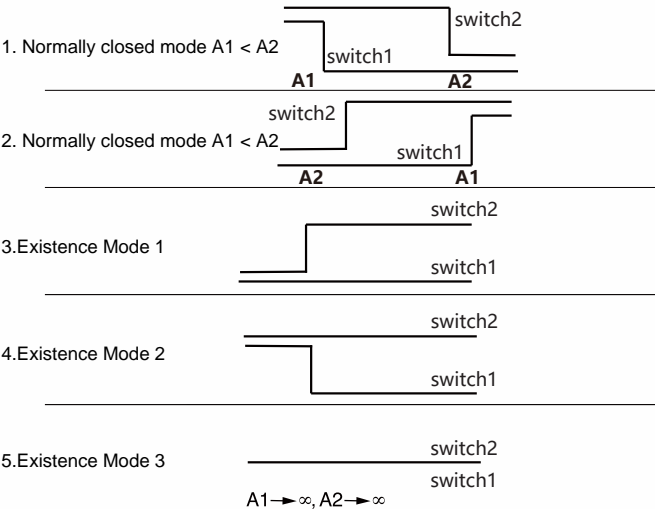 switch2
1. Normally closed mode A1 < A2
switch1
A1 A2
switch2
2. Normally closed mode A1 < A2
switch1
A2 A1
switch2
3.Existence Mode 1
switch1
switch2
4.Existence Mode 2
switch1
switch2
5.Existence Mode 3
switch1
A1→∞, A2→∞